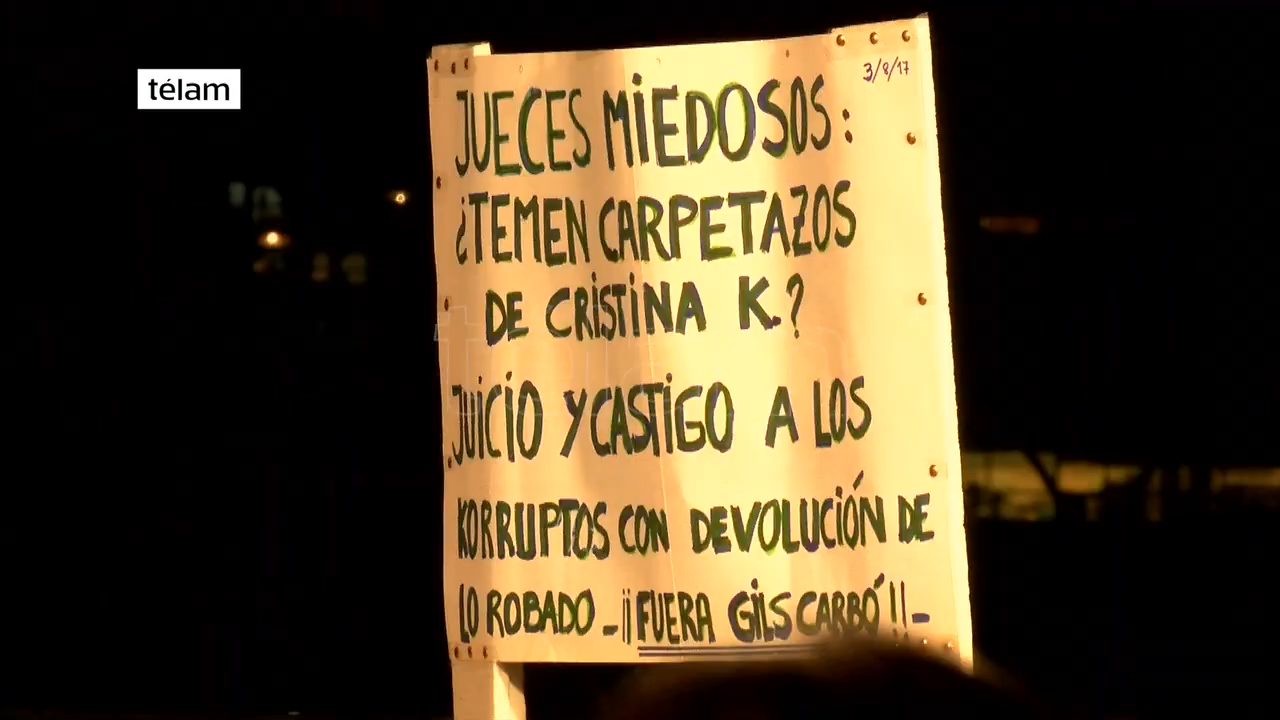 télam
3/8/17
JUECES MIEDOSOS:
¿TEMEN CARPETAZOS
DE CRISTINA K.?
JUICIO Y CASTIGO A LOS
KORRUPTOS CON DEVOLUCIÓN DE
LO ROBADO - ¡¡FUERA GILS CARBÓ!! -